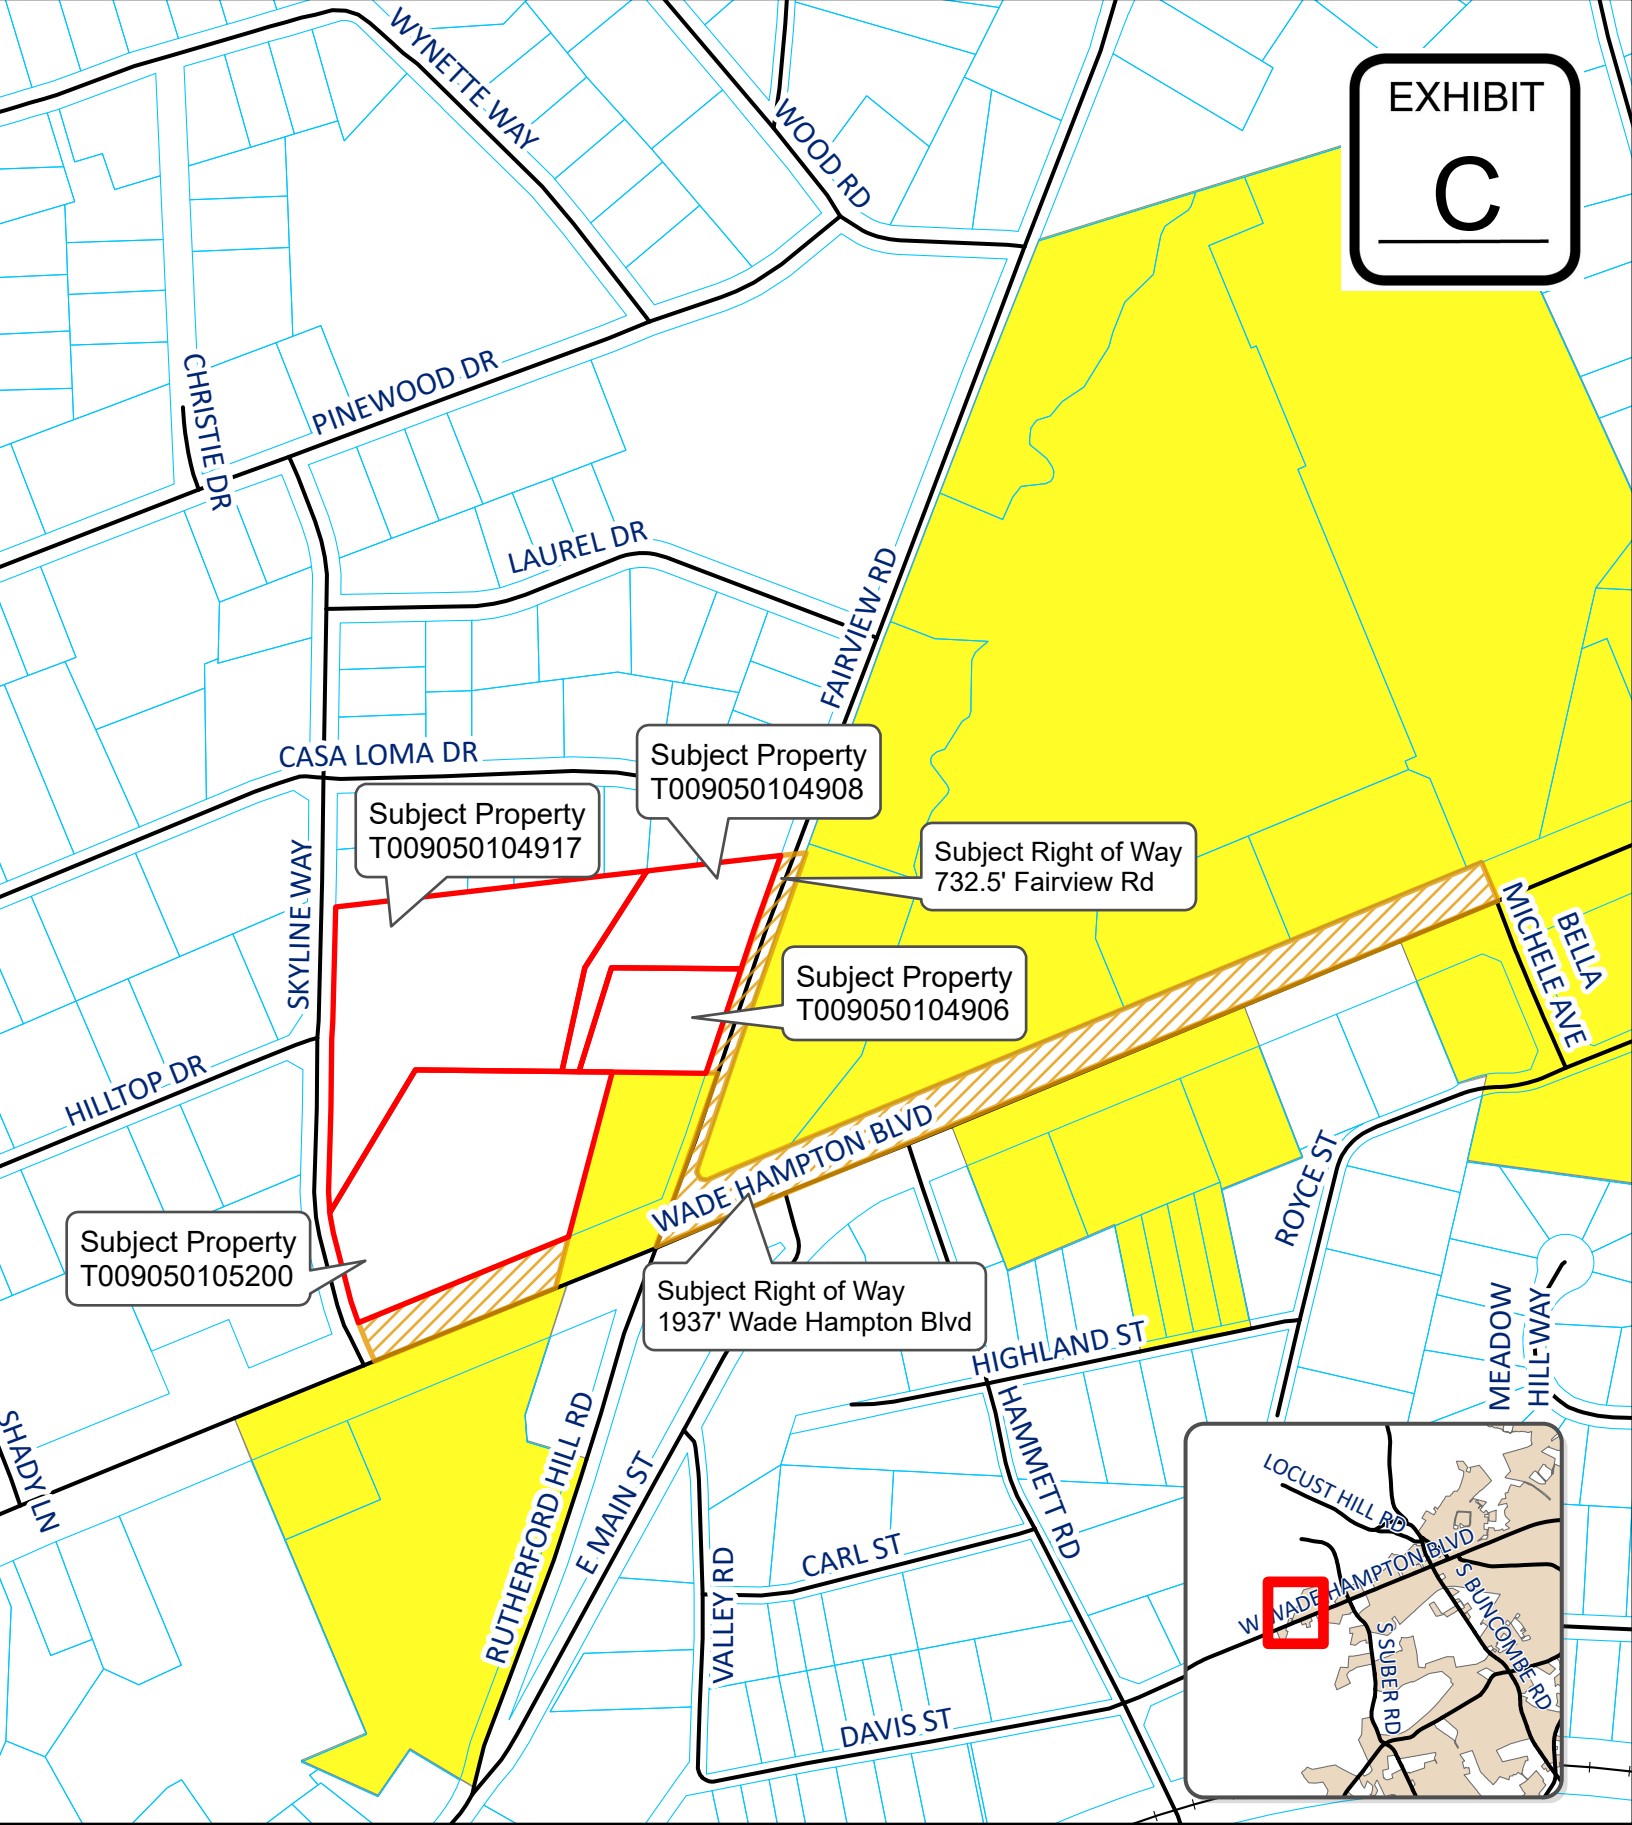 WYNETTE WAY
WOOD RD
EXHIBIT
C
CHRISTIE DR
PINEWOOD DR
LAUREL DR
FAIRVIEW RD
CASA LOMA DR
Subject Property
T009050104908
Subject Property
T009050104917
Subject Right of Way
732.5' Fairview Rd
SKYLINE WAY
BELLA
MICHELE AVE
Subject Property
T009050104906
HILLTOP DR
WADE HAMPTON BLVD
ROYCE ST
Subject Property
T009050105200
Subject Right of Way
1937' Wade Hampton Blvd
HIGHLAND ST
MEADOW
HILL WAY
SHADY LN
RUTHERFORD HILL RD
E MAIN ST
HAMMETT RD
VALLEY RD
CARL ST
DAVIS ST
LOCUST HILL RD
W WADE HAMPTON BLVD
S BUNCOMBE RD
S SUBER RD